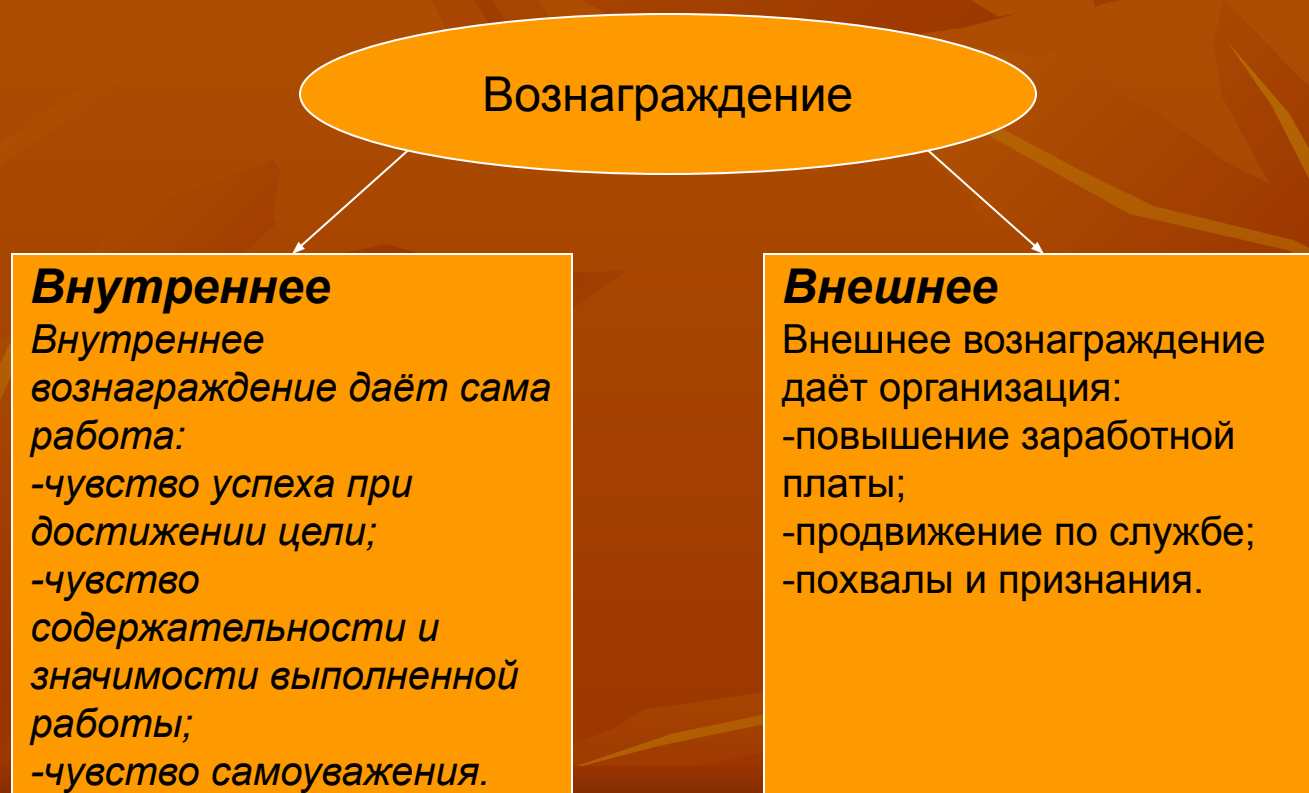 Вознаграждение
Внутреннее
Внутреннее
вознаграждение даёт сама
работа:
-чувство успеха при
достижении цели;
-чувство
содержательности и
значимости выполненной
работы;
-чувство самоуважения.
Внешнее
Внешнее вознаграждение
даёт организация:
-повышение заработной
платы;
-продвижение по службе;
-похвалы и признания.